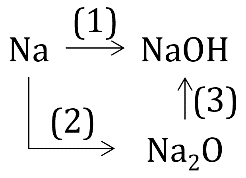 (1)
Na → NaOH
(2) (3)
Na₂O